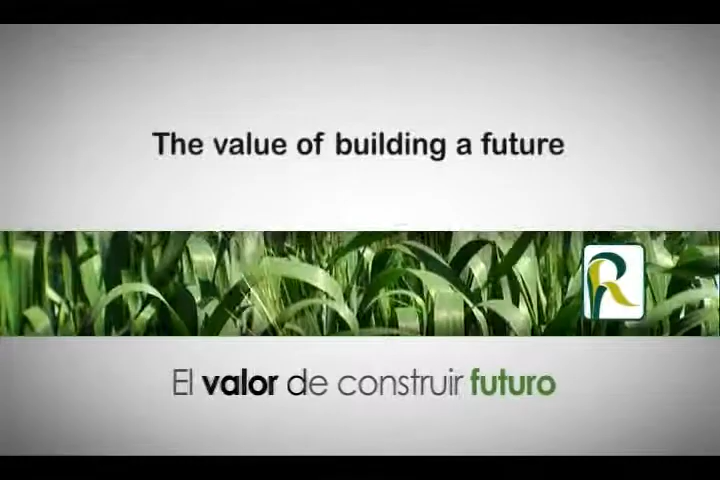 The value of building a future
R
El valor de construir futuro